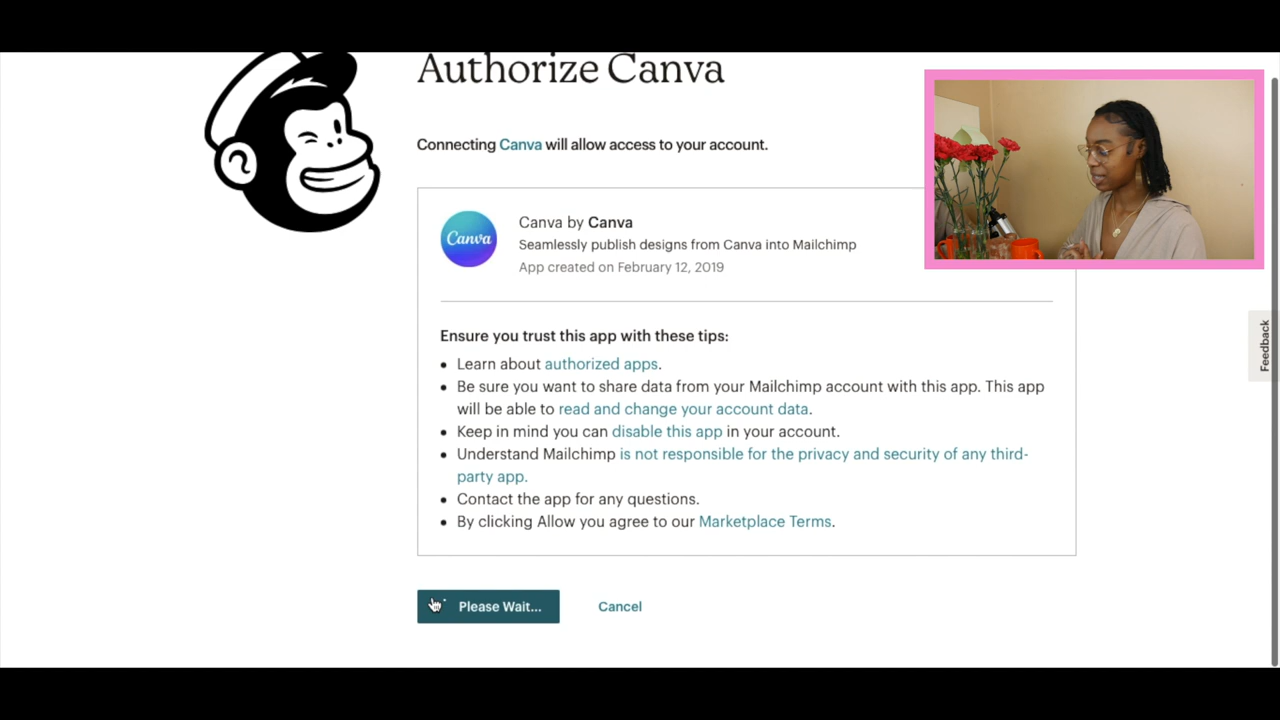 Authorize Canva
Connecting Canva will allow access to your account.
Canva
Canva by Canva
Seamlessly publish designs from Canva into Mailchimp
App created on February 12, 2019
Ensure you trust this app with these tips:
Learn about authorized apps.
Be sure you want to share data from your Mailchimp account with this app. This app
will be able to read and change your account data.
Keep in mind you can disable this app in your account.
Understand Mailchimp is not responsible for the privacy and security of any third-
party app.
Contact the app for any questions.
By clicking Allow you agree to our Marketplace Terms.
Please Wait...
Cancel
Feedback